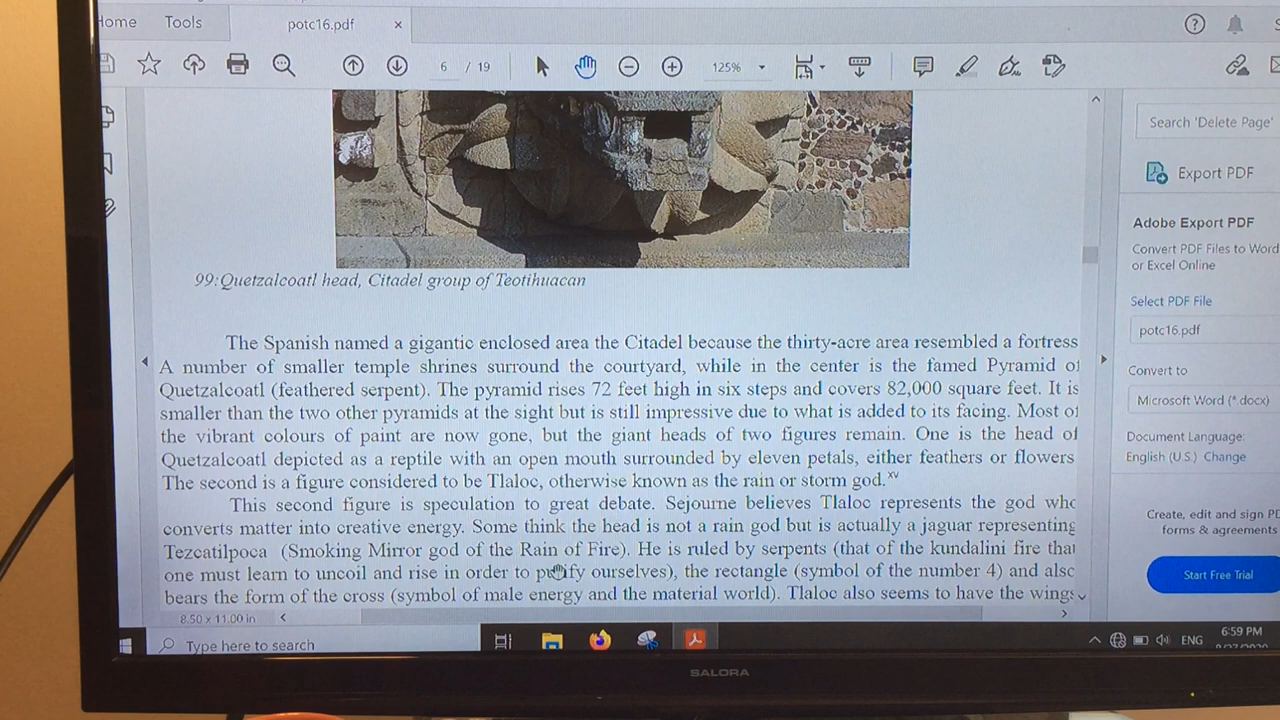 Home Tools potc16.pdf ×
6 / 19 125%
Search 'Delete Page'
Export PDF
Adobe Export PDF
Convert PDF Files to Word
or Excel Online
Select PDF File
potc16.pdf
Convert to
Microsoft Word (*.docx)
Document Language:
English (U.S.) Change
Create, edit and sign PD
forms & agreements
Start Free Trial
99:Quetzalcoatl head, Citadel group of Teotihuacan
The Spanish named a gigantic enclosed area the Citadel because the thirty-acre area resembled a fortress
A number of smaller temple shrines surround the courtyard, while in the center is the famed Pyramid of
Quetzalcoatl (feathered serpent). The pyramid rises 72 feet high in six steps and covers 82,000 square feet. It is
smaller than the two other pyramids at the sight but is still impressive due to what is added to its facing. Most of
the vibrant colours of paint are now gone, but the giant heads of two figures remain. One is the head of
Quetzalcoatl depicted as a reptile with an open mouth surrounded by eleven petals, either feathers or flowers
The second is a figure considered to be Tlaloc, otherwise known as the rain or storm god.xv
This second figure is speculation to great debate. Sejourne believes Tlaloc represents the god who
converts matter into creative energy. Some think the head is not a rain god but is actually a jaguar representing
Tezcatilpoca (Smoking Mirror god of the Rain of Fire). He is ruled by serpents (that of the kundalini fire that
one must learn to uncoil and rise in order to purify ourselves), the rectangle (symbol of the number 4) and also
bears the form of the cross (symbol of male energy and the material world). Tlaloc also seems to have the wings
8.50 x 11.00 in
Type here to search
ENG
6:59 PM
SALORA